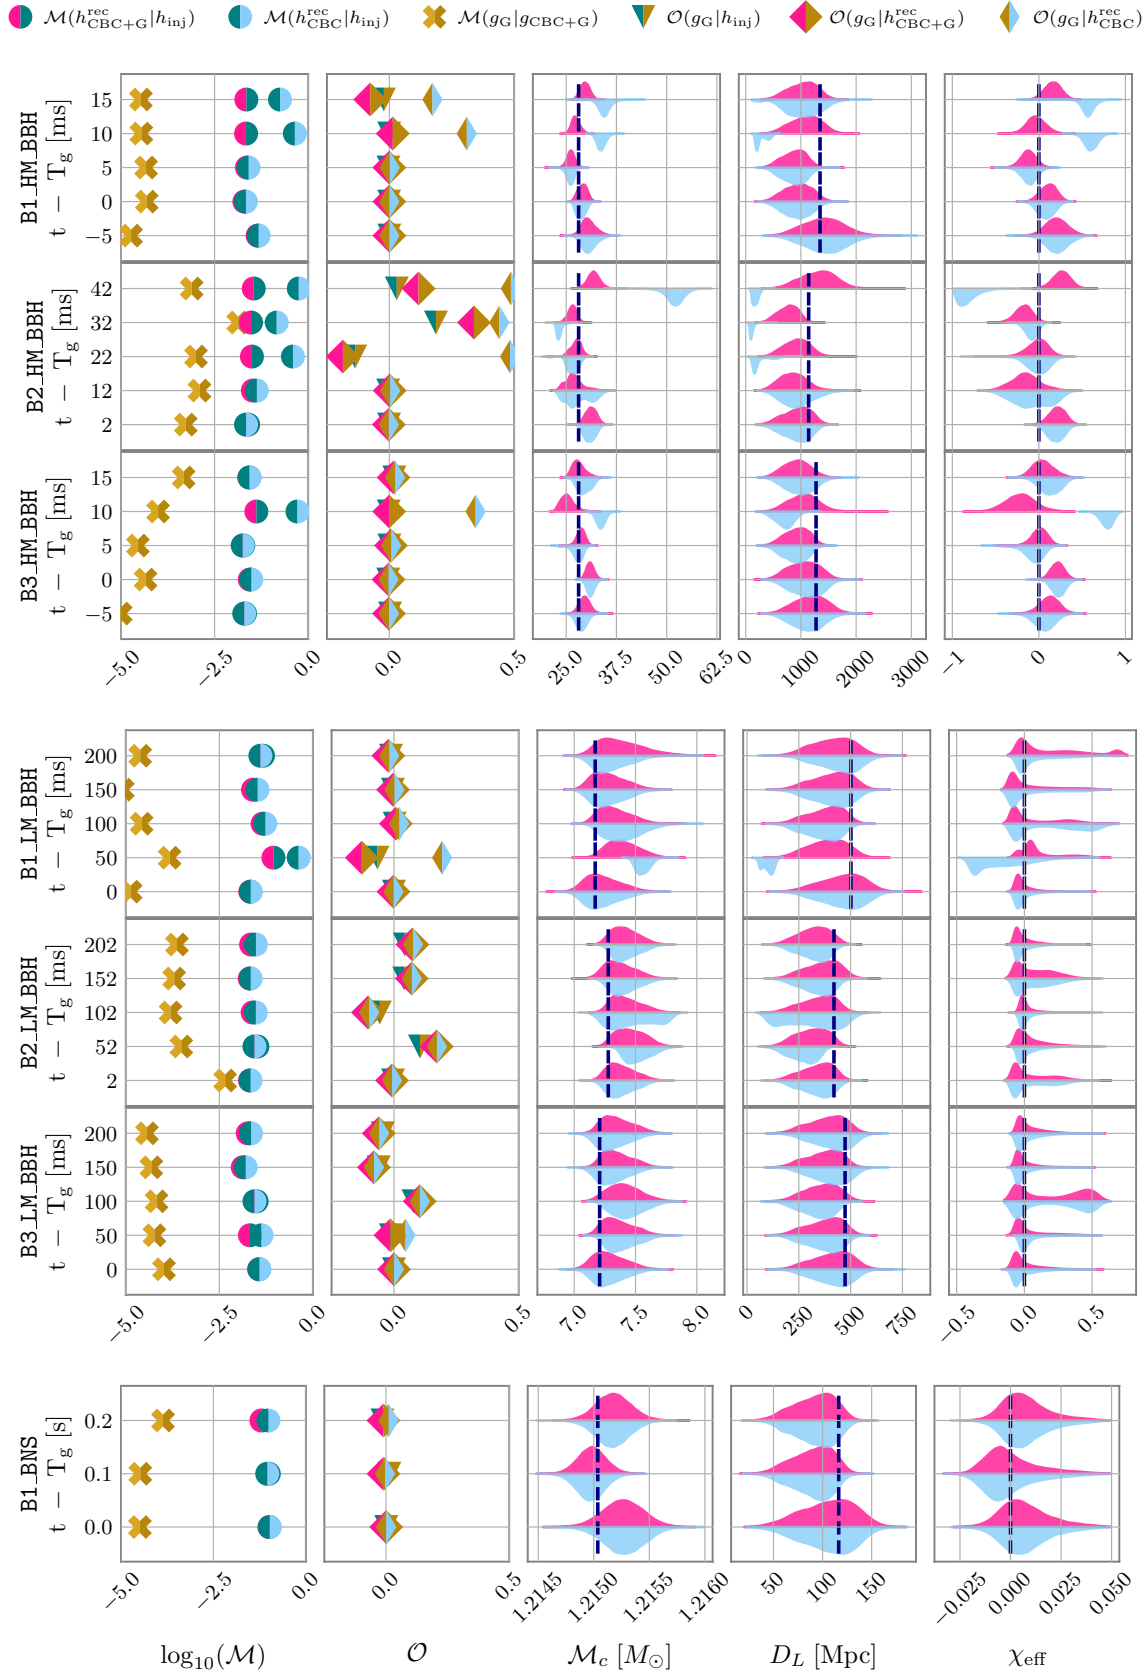 ℳ(h^rec_CBC+G|h_inj) ℳ(h^rec_CBC|h_inj) ℳ(g_G|g_CBC+G) 𝒪(g_G|h_inj) 𝒪(g_G|h^rec_CBC+G) 𝒪(g_G|h^rec_CBC)
B1_HM_BBH
t − T_g [ms]
15
10
5
0
−5
B2_HM_BBH
t − T_g [ms]
42
32
22
12
2
B3_HM_BBH
t − T_g [ms]
15
10
5
0
−5
−5.0 −2.5 0.0 0.0 0.5 25.0 37.5 50.0 62.5 0 1000 2000 3000 −1 0 1
B1_LM_BBH
t − T_g [ms]
200
150
100
50
0
B2_LM_BBH
t − T_g [ms]
202
152
102
52
2
B3_LM_BBH
t − T_g [ms]
200
150
100
50
0
−5.0 −2.5 0.0 0.0 0.5 7.0 7.5 8.0 0 250 500 750 −0.5 0.0 0.5
B1_BNS
t − T_g [s]
0.2
0.1
0.0
−5.0 −2.5 0.0 0.0 0.5 1.2145 1.2150 1.2155 1.2160 50 100 150 −0.025 0.000 0.025 0.050
log₁₀(ℳ) 𝒪 ℳ_c [M_⊙] D_L [Mpc] χ_eff